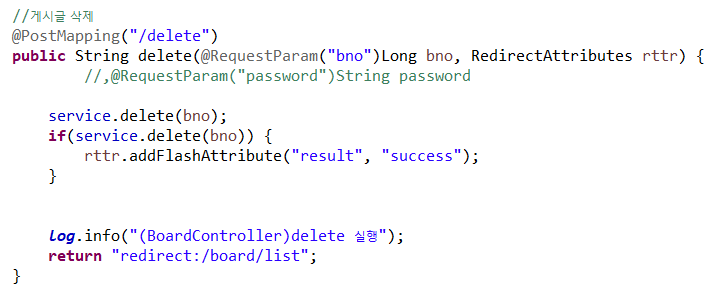 //게시글 삭제
@PostMapping("/delete")
public String delete(@RequestParam("bno")Long bno, RedirectAttributes rttr) {
        //,@RequestParam("password")String password

    service.delete(bno);
    if(service.delete(bno)) {
        rttr.addFlashAttribute("result", "success");
    }


    log.info("(BoardController)delete 실행");
    return "redirect:/board/list";
}